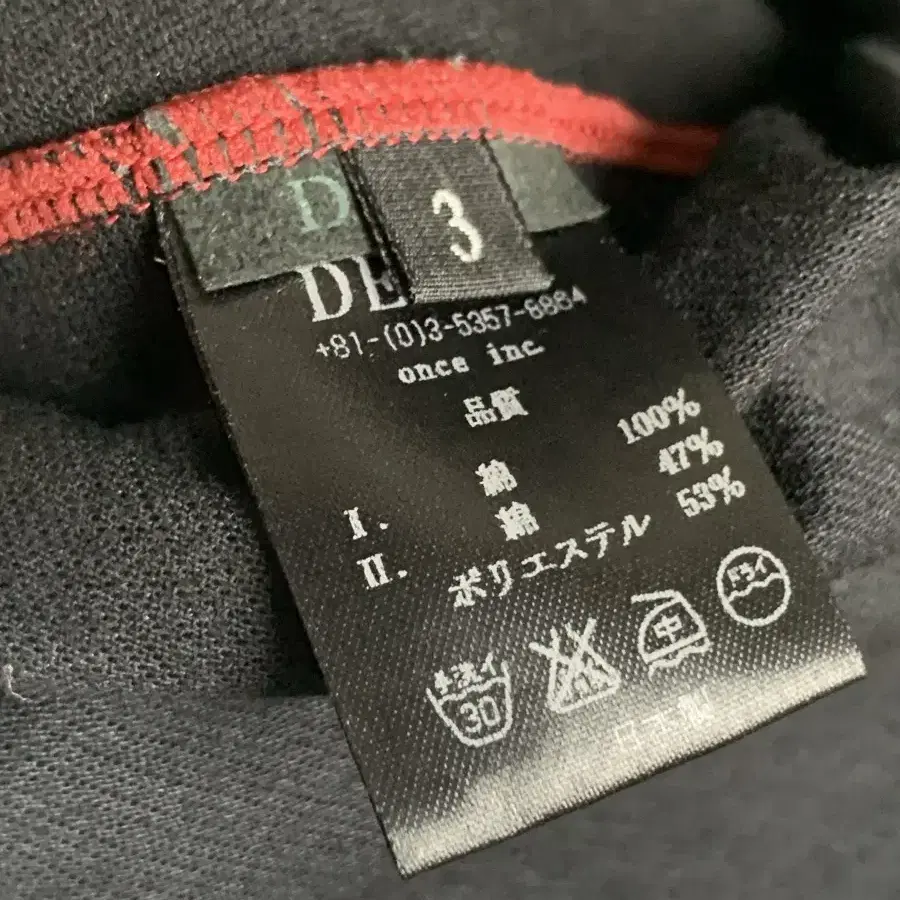 D
3
DE
+81-(0)3-5357-8864
once inc.
品質
I. 綿 100%
II. 綿 47%
ポリエステル 53%
手洗イ
30
中
ドライ
日本製